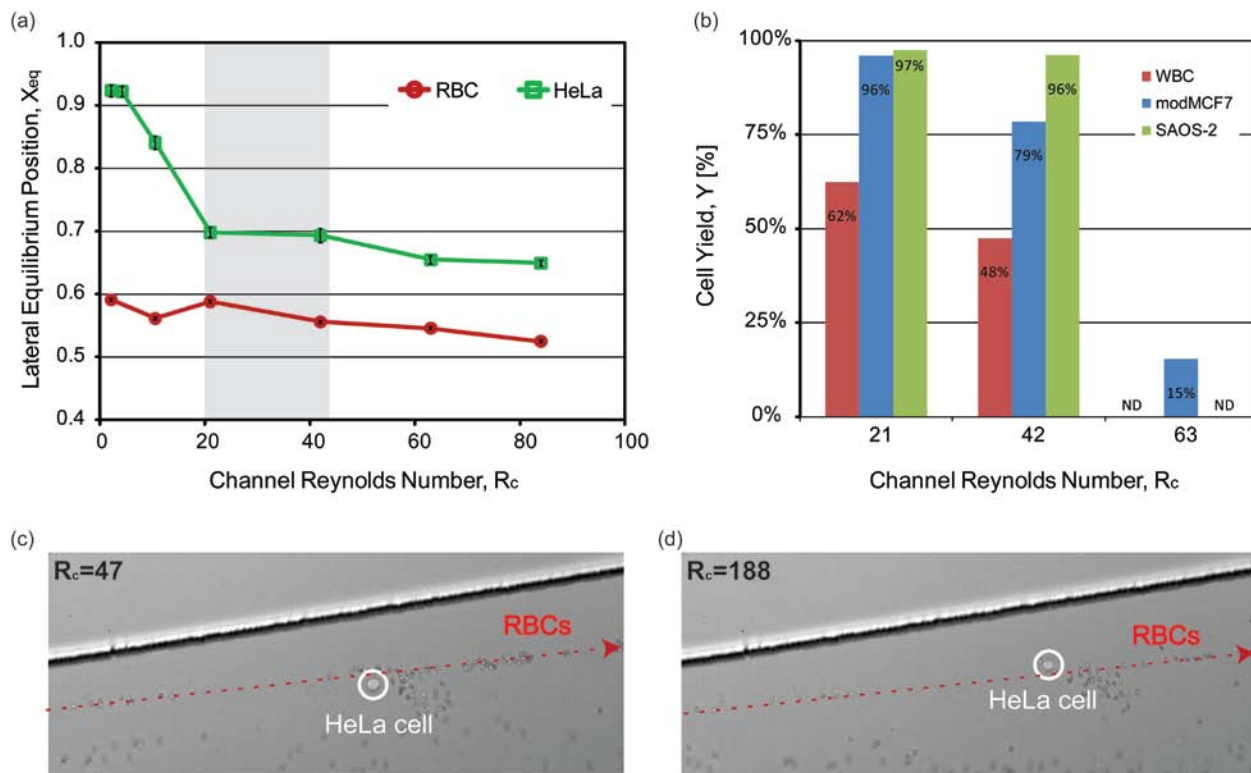 (a)
1.0
0.9
0.8
0.7
0.6
0.5
0.4
Lateral Equilibrium Position, Xeq
RBC
HeLa
0
20
40
60
80
100
Channel Reynolds Number, Rc
(b)
100%
75%
50%
25%
0%
Cell Yield, Y [%]
WBC
modMCF7
SAOS-2
62%
96%
97%
48%
79%
96%
ND
15%
ND
21
42
63
Channel Reynolds Number, Rc
(c)
Rc=47
RBCs
HeLa cell
(d)
Rc=188
RBCs
HeLa cell